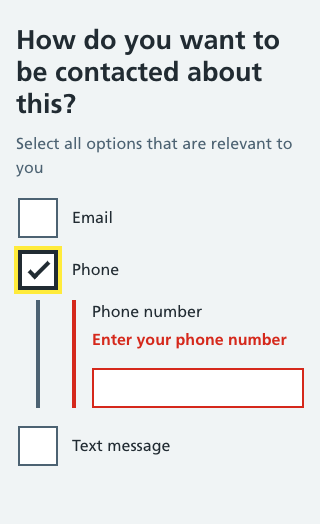 How do you want to
be contacted about
this?
Select all options that are relevant to
you
Email
Phone
Phone number
Enter your phone number
Text message